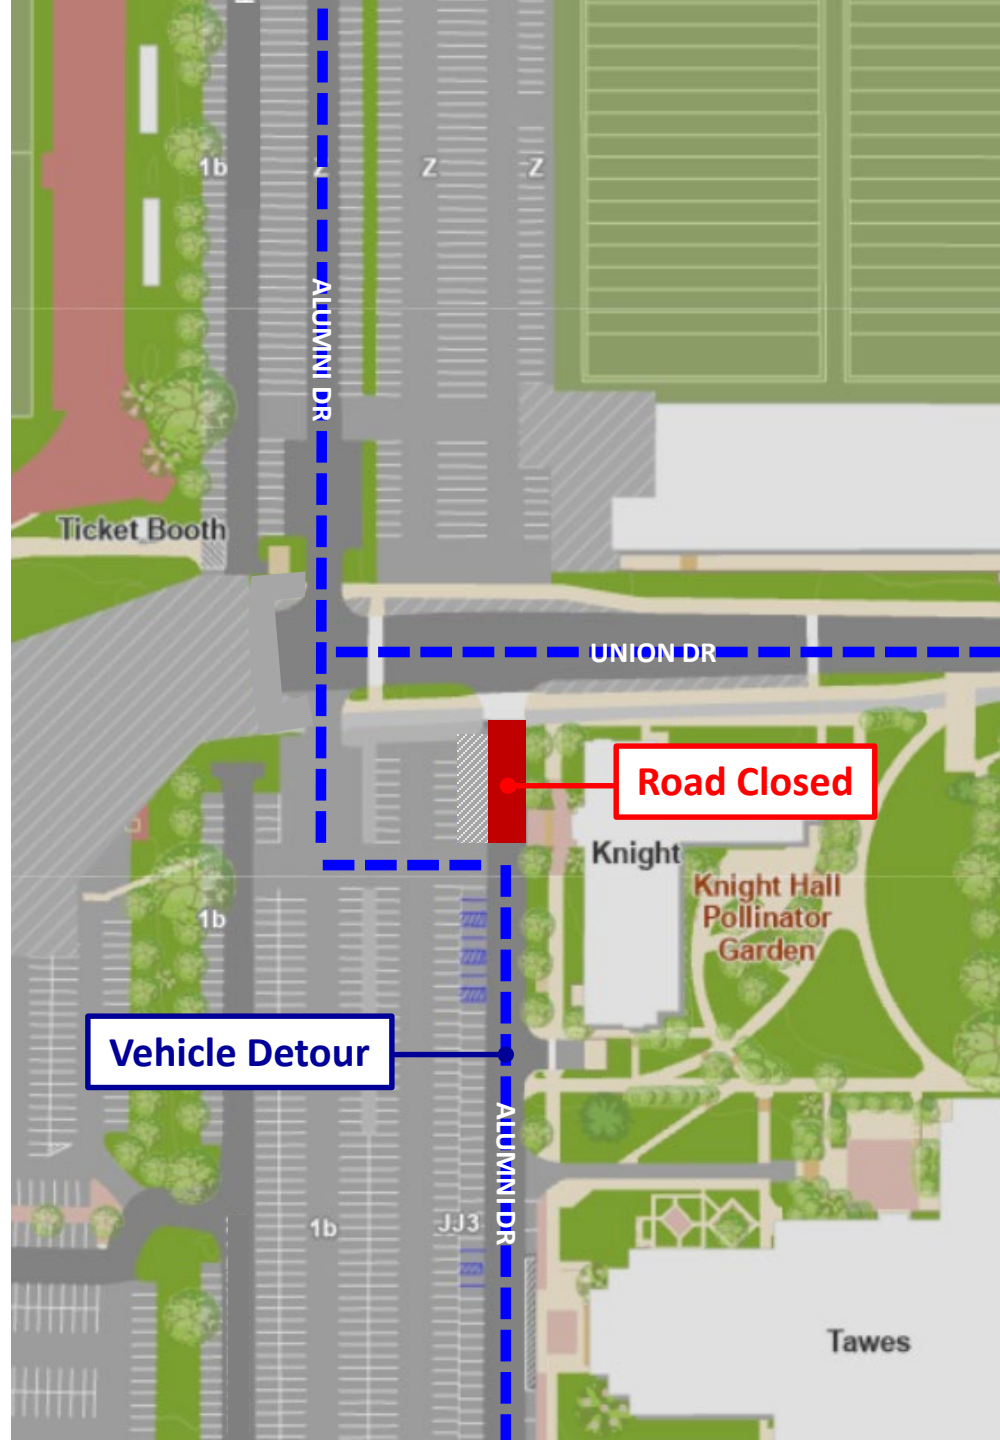 1b
Z
Z
Z
ALUMNI DR
Ticket Booth
UNION DR
Road Closed
Knight
Knight Hall
Pollinator
Garden
1b
Vehicle Detour
ALUMNI DR
1b
JJ3
Tawes